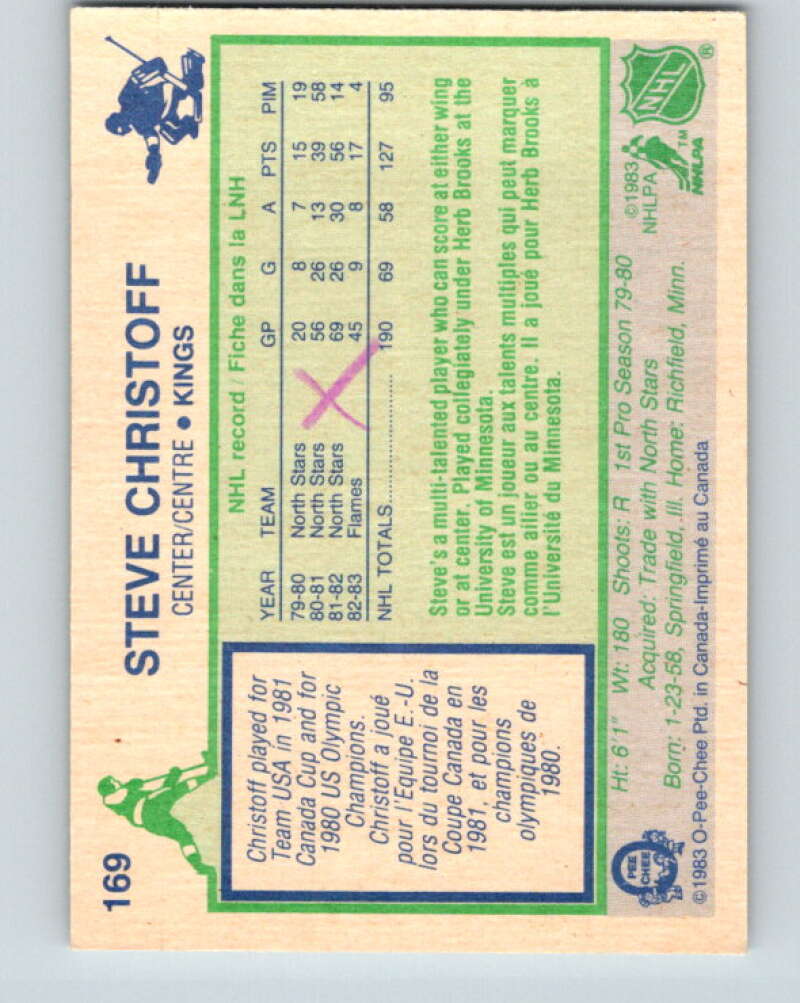 169
STEVE CHRISTOFF
CENTER/CENTRE • KINGS
Christoff played for
Team USA in 1981
Canada Cup and for
1980 US Olympic
Champions.
Christoff a joué
pour l'Equipe E.-U.
lors du tournoi de la
Coupe Canada en
1981, et pour les
champions
olympiques de
1980.
NHL record / Fiche dans la LNH
YEAR TEAM GP G A PTS PIM
79-80 North Stars 20 8 7 15 19
80-81 North Stars 56 26 13 39 58
81-82 North Stars 69 26 30 56 14
82-83 Flames 45 9 8 17 4
NHL TOTALS................ 190 69 58 127 95
Steve's a multi-talented player who can score at either wing
or at center. Played collegiately under Herb Brooks at the
University of Minnesota.
Steve est un joueur aux talents multiples qui peut marquer
comme ailier ou au centre. Il a joué pour Herb Brooks à
l'Université du Minnesota.
Ht: 6'1" Wt: 180 Shoots: R 1st Pro Season 79-80
Acquired: Trade with North Stars
Born: 1-23-58, Springfield, Ill. Home: Richfield, Minn.
©1983 O-Pee-Chee Ptd. in Canada-Imprimé au Canada
O
PEE
CHEE
©1983
NHLPA
NHL
®
TM
NHLPA